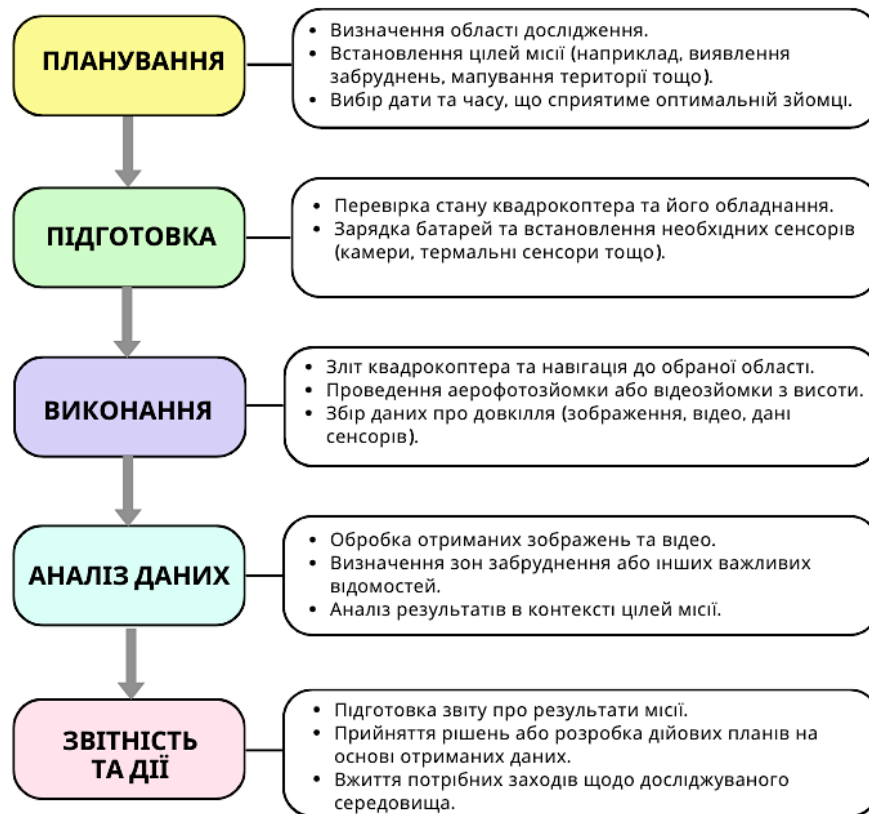 ПЛАНУВАННЯ
• Визначення області дослідження.
• Встановлення цілей місії (наприклад, виявлення
забруднень, мапування території тощо).
• Вибір дати та часу, що сприятиме оптимальній зйомці.
ПІДГОТОВКА
• Перевірка стану квадрокоптера та його обладнання.
• Зарядка батарей та встановлення необхідних сенсорів
(камери, термальні сенсори тощо).
ВИКОНАННЯ
• Зліт квадрокоптера та навігація до обраної області.
• Проведення аерофотозйомки або відеозйомки з висоти.
• Збір даних про довкілля (зображення, відео, дані
сенсорів).
АНАЛІЗ ДАНИХ
• Обробка отриманих зображень та відео.
• Визначення зон забруднення або інших важливих
відомостей.
• Аналіз результатів в контексті цілей місії.
ЗВІТНІСТЬ
ТА ДІЇ
• Підготовка звіту про результати місії.
• Прийняття рішень або розробка дійових планів на
основі отриманих даних.
• Вжиття потрібних заходів щодо досліджуваного
середовища.